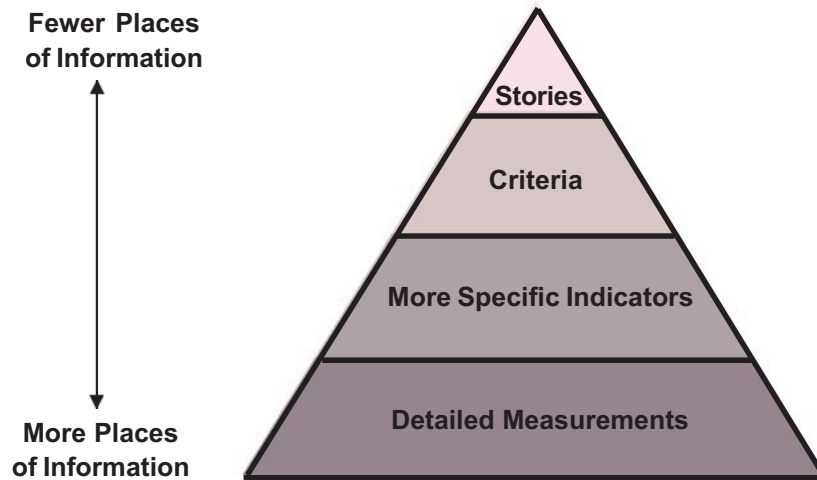 Fewer Places
of Information
Stories
Criteria
More Specific Indicators
Detailed Measurements
More Places
of Information